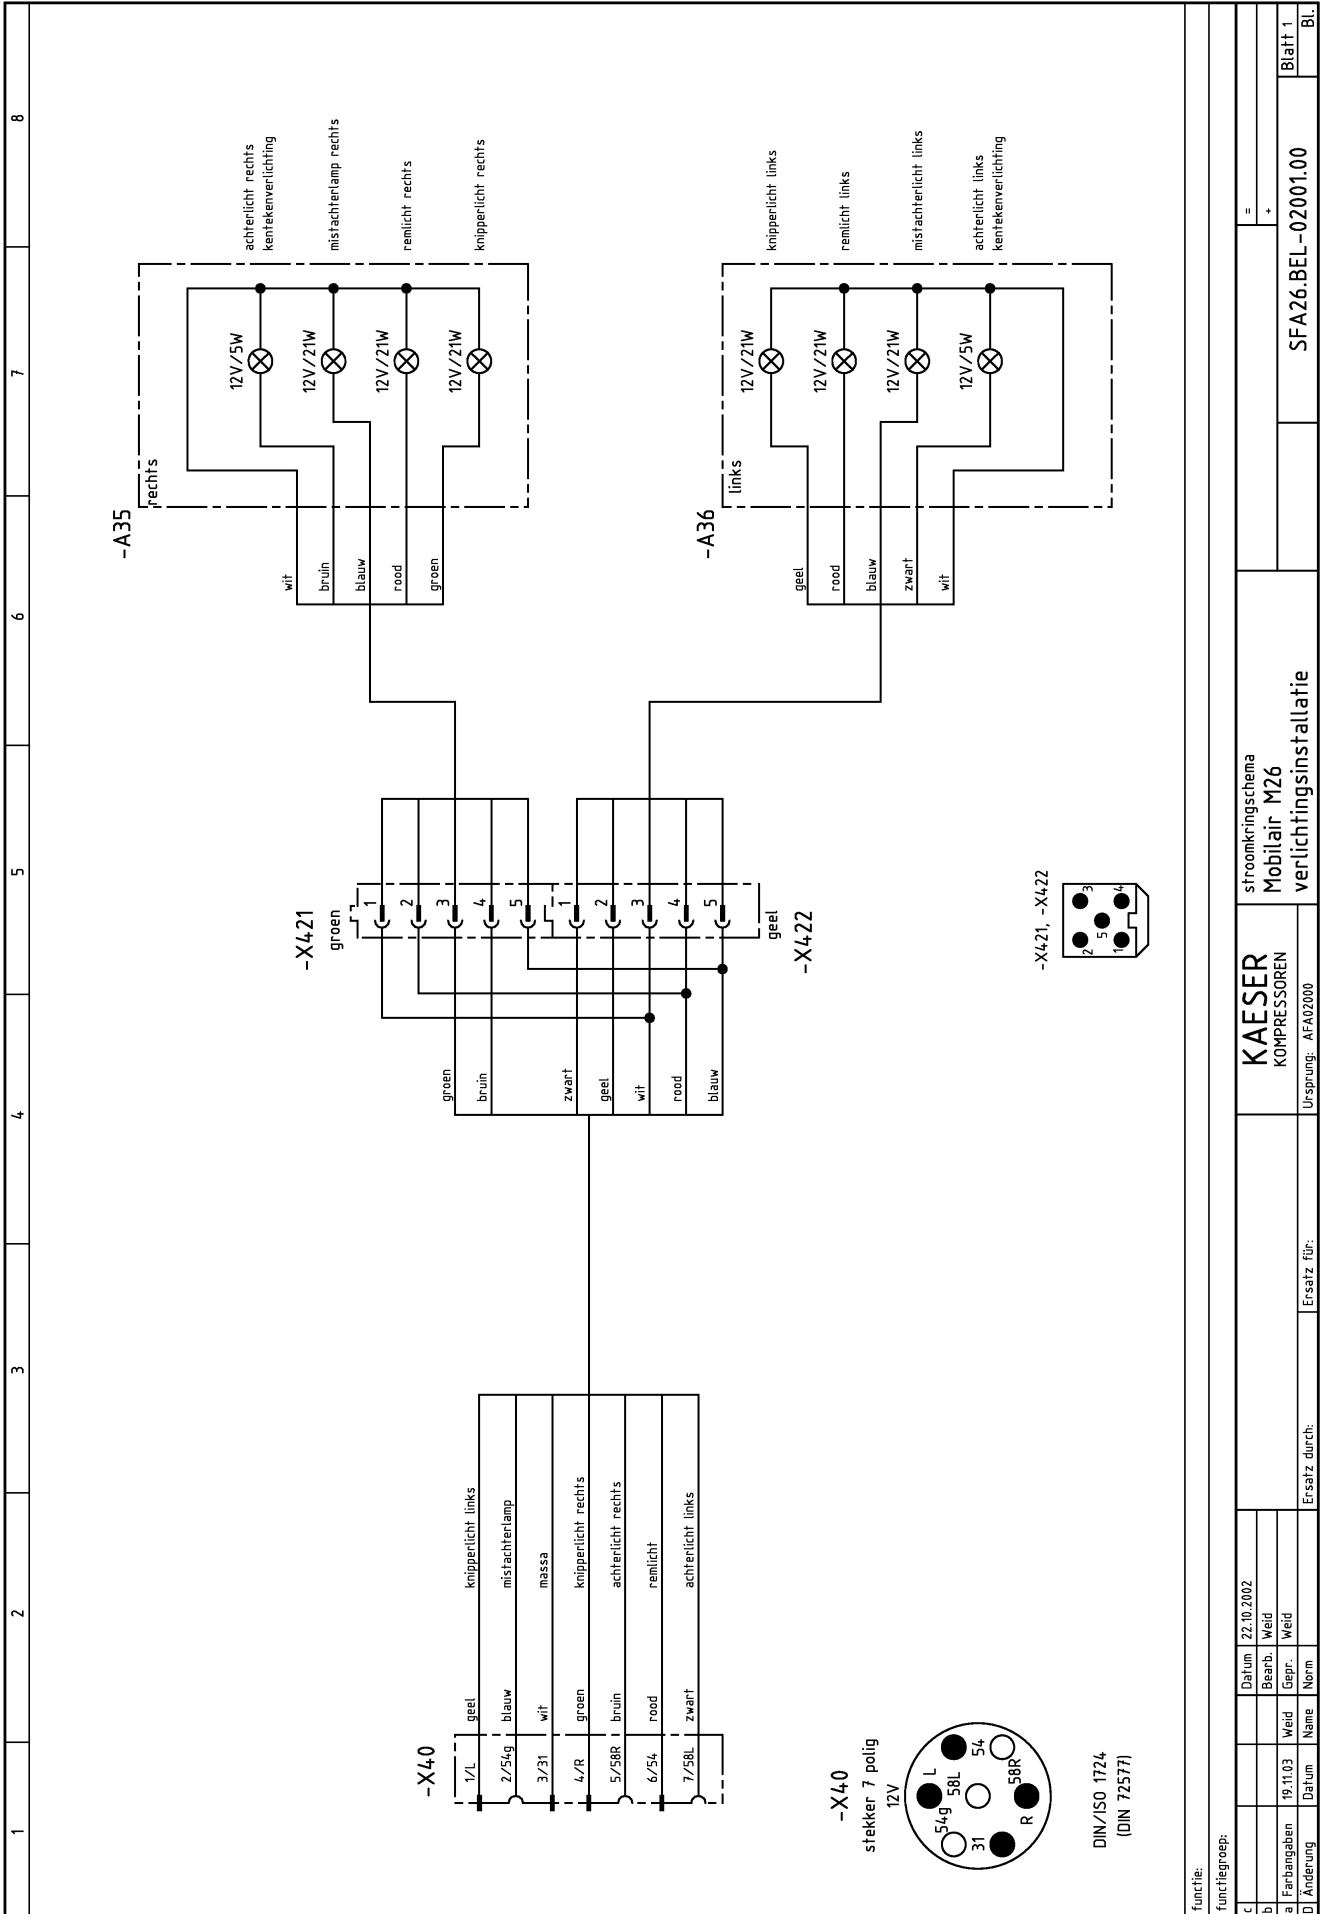 1
2
3
4
5
6
7
8
-A35
rechts
wit
bruin
blauw
rood
groen
12V/5W
12V/21W
12V/21W
12V/21W
achterlicht rechts
kentekenverlichting
mistachterlamp rechts
remlicht rechts
knipperlicht rechts
-A36
links
geel
rood
blauw
zwart
wit
12V/21W
12V/21W
12V/21W
12V/5W
knipperlicht links
remlicht links
mistachterlicht links
achterlicht links
kentekenverlichting
-X421
groen
1
2
3
4
5
1
2
3
4
5
geel
-X422
groen
bruin
zwart
geel
wit
rood
blauw
-X421, -X422
2
3
5
1
4
-X40
1/L
2/54g
3/31
4/R
5/58R
6/54
7/58L
geel
blauw
wit
groen
bruin
rood
zwart
knipperlicht links
mistachterlamp
massa
knipperlicht rechts
achterlicht rechts
remlicht
achterlicht links
-X40
stekker 7 polig
12V
L
54g
58L
54
31
58R
R
DIN/ISO 1724
(DIN 72577)
functie:
functiegroep:
c
b
a Farbangaben 19.11.03 Weid
D Änderung Datum Name
Datum 22.10.2002
Bearb. Weid
Gepr. Weid
Norm
Ersatz durch:
Ersatz für:
KAESER
KOMPRESSOREN
Ursprung: AFA02000
stroomkringschema
Mobilair M26
verlichtingsinstallatie
=
+
SFA26.BEL-02001.00
Blatt 1
Bl.